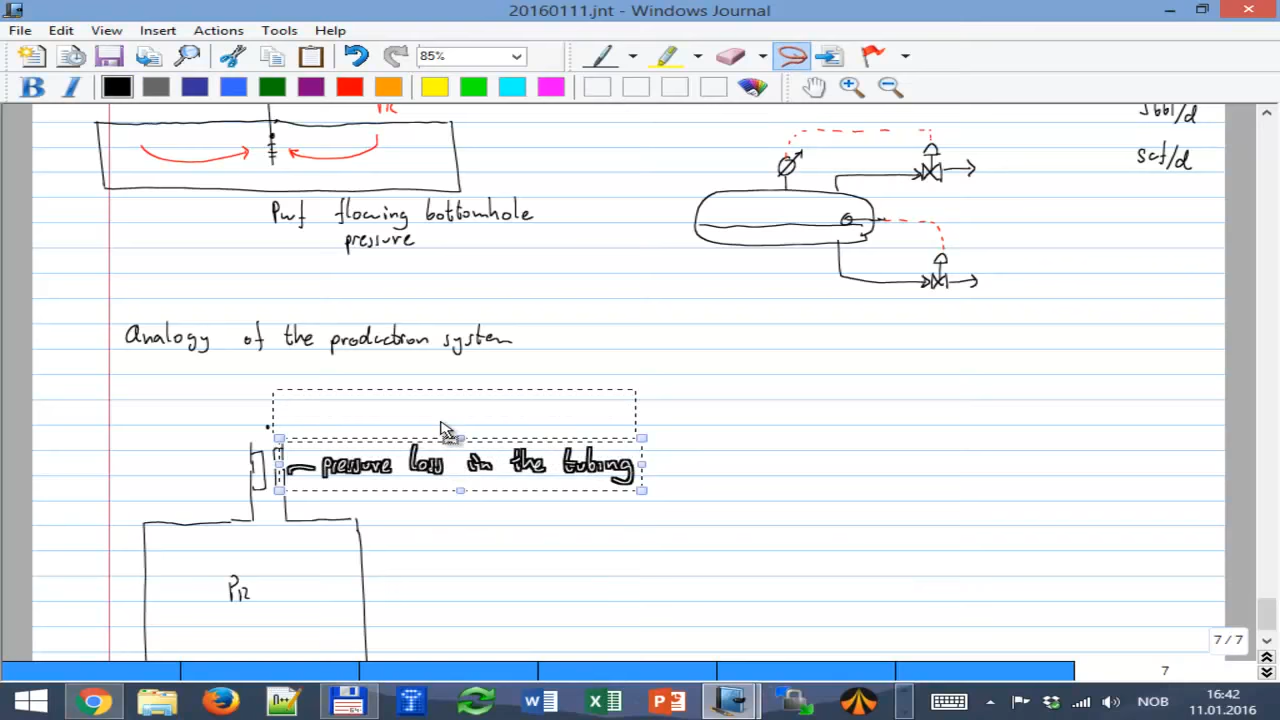 20160111.jnt - Windows Journal
File Edit View Insert Actions Tools Help
85%
B I
sbbl/d
scf/d
Pwf flowing bottomhole
pressure
Analogy of the production system
pressure loss in the tubing
PR
7 / 7
7
NOB
16:42
11.01.2016